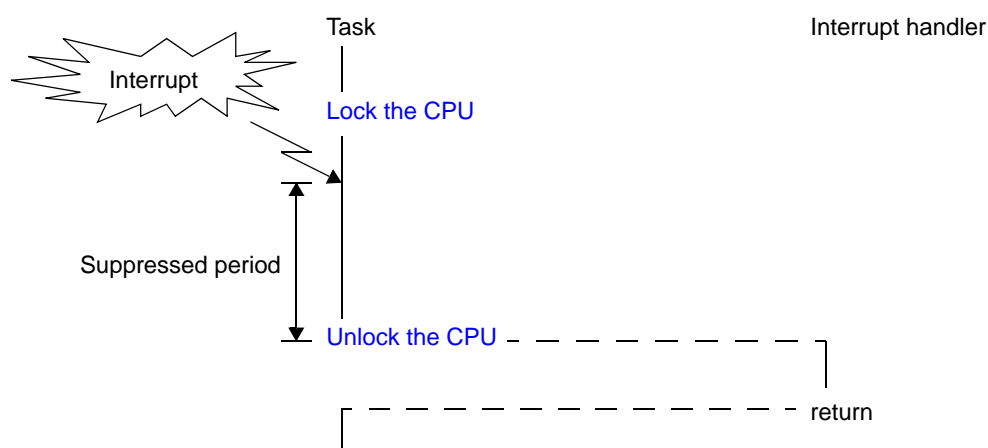 Task
Interrupt handler
Interrupt
Lock the CPU
Suppressed period
Unlock the CPU
return